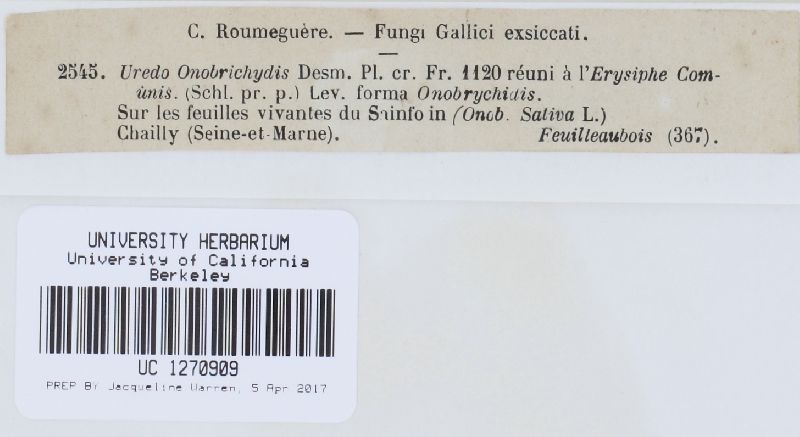 C. Roumeguère. — Fungi Gallici exsiccati.
2545. Uredo Onobrichydis Desm. Pl. cr. Fr. 1120 réuni à l'Erysiphe Com-
ùnis. (Schl. pr. p.) Lev. forma Onobrychidis.
Sur les feuilles vivantes du Sainfoin (Onob. Sativa L.)
Chailly (Seine-et-Marne). Feuilleaubois (367).
UNIVERSITY HERBARIUM
University of California
Berkeley
UC 1270909
PREP BY Jacqueline Warren, 5 Apr 2017